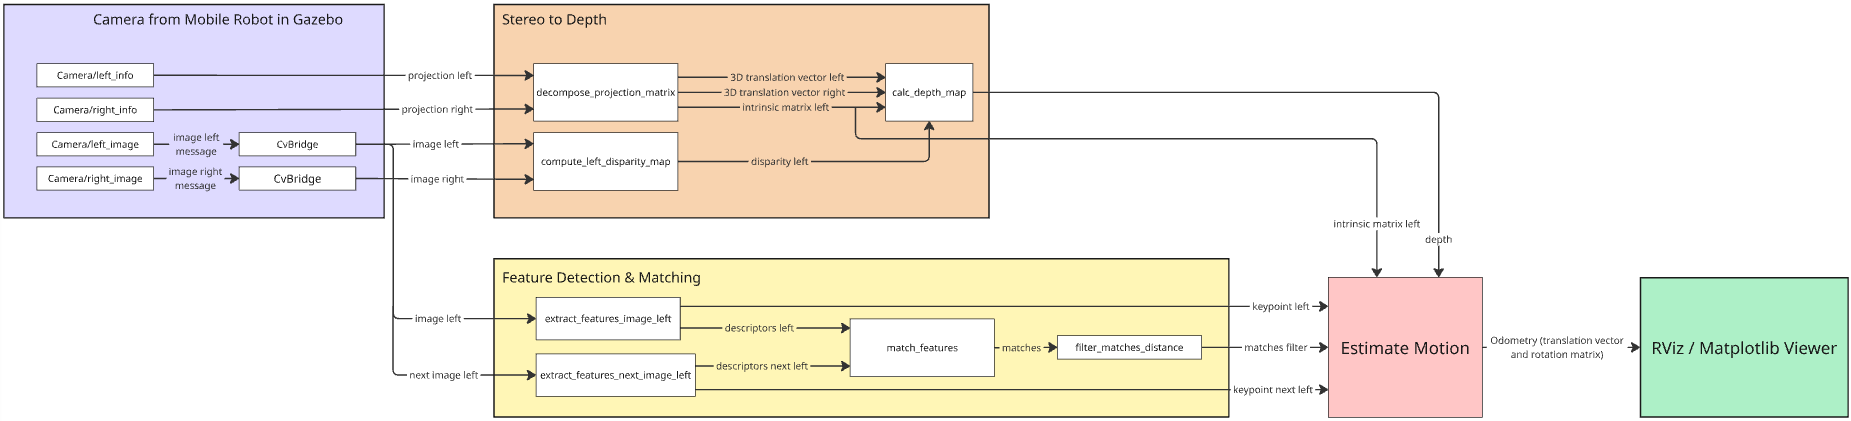 Camera from Mobile Robot in Gazebo
Camera/left_info
Camera/right_info
Camera/left_image
image left
message
CvBridge
Camera/right_image
image right
message
CvBridge
projection left
projection right
image left
image right
Stereo to Depth
decompose_projection_matrix
3D translation vector left
3D translation vector right
intrinsic matrix left
calc_depth_map
compute_left_disparity_map
disparity left
intrinsic matrix left
depth
Feature Detection & Matching
image left
extract_features_image_left
keypoint left
descriptors left
match_features
matches
filter_matches_distance
matches filter
next image left
extract_features_next_image_left
descriptors next left
keypoint next left
Estimate Motion
Odometry (translation vector
and rotation matrix)
RViz / Matplotlib Viewer